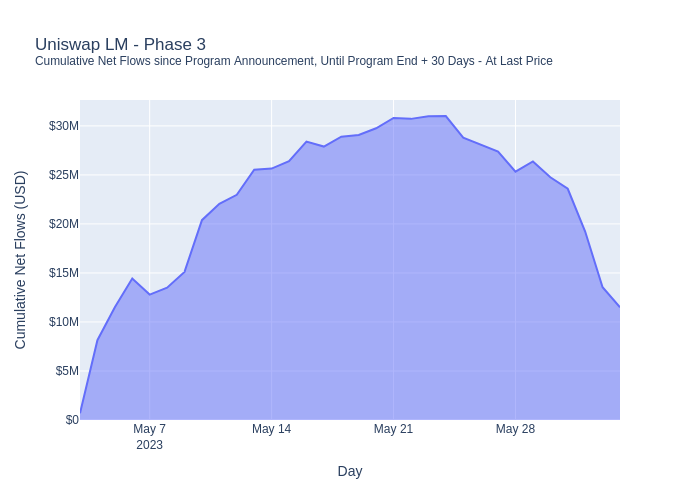 Uniswap LM - Phase 3
Cumulative Net Flows since Program Announcement, Until Program End + 30 Days - At Last Price
Cumulative Net Flows (USD)
$30M
$25M
$20M
$15M
$10M
$5M
$0
May 7
2023
May 14
May 21
May 28
Day